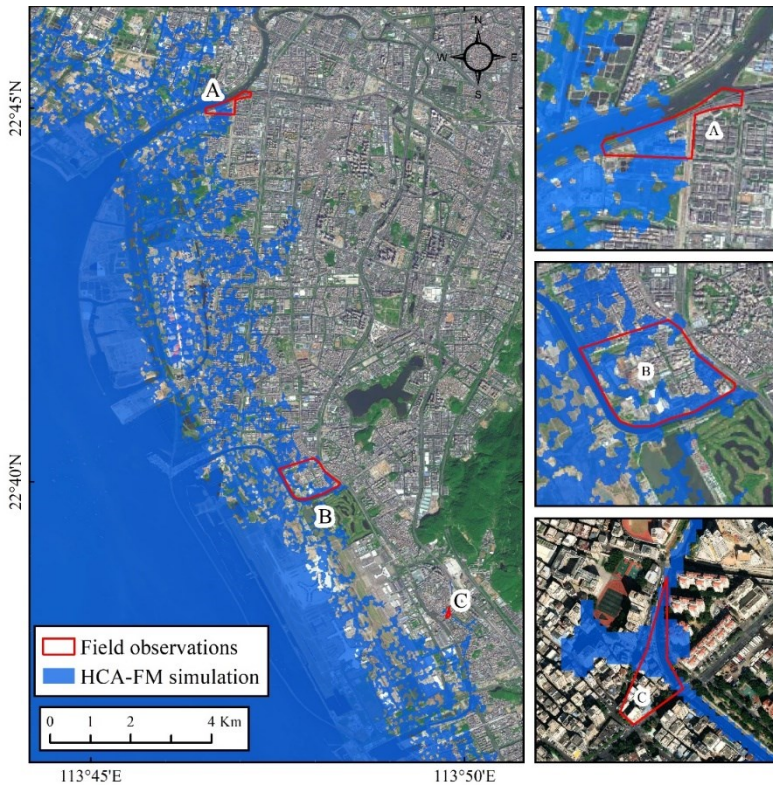 N
W
E
S
A
22°45'N
22°40'N
B
C
Field observations
HCA-FM simulation
0 1 2 4 Km
113°45'E
113°50'E
A
B
C